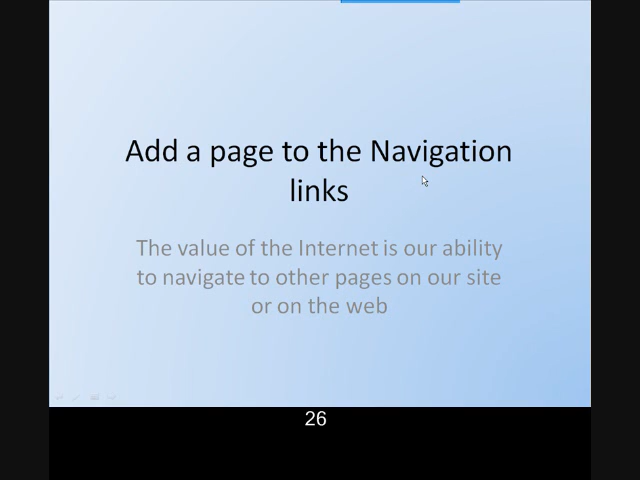 Add a page to the Navigation
links
The value of the Internet is our ability
to navigate to other pages on our site
or on the web
26